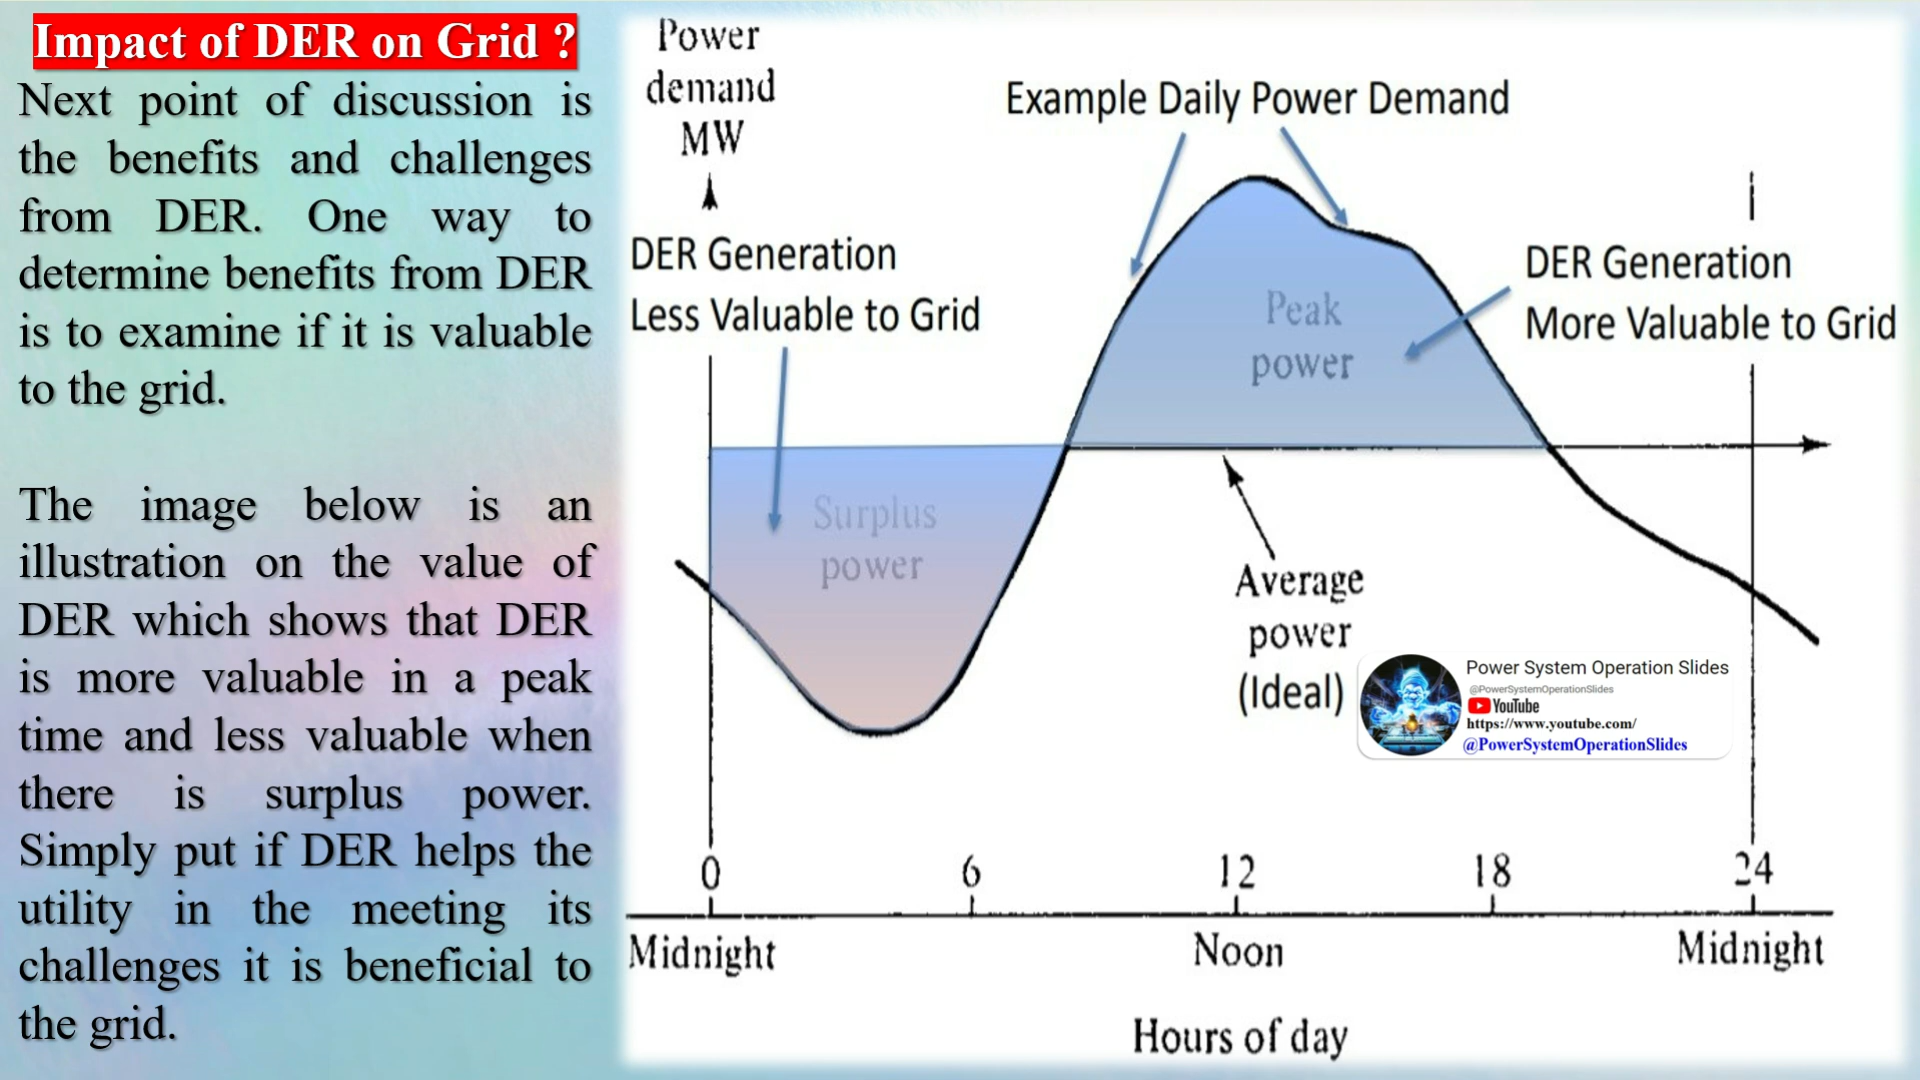 Impact of DER on Grid ?
Next point of discussion is
the benefits and challenges
from DER. One way to
determine benefits from DER
is to examine if it is valuable
to the grid.
The image below is an
illustration on the value of
DER which shows that DER
is more valuable in a peak
time and less valuable when
there is surplus power.
Simply put if DER helps the
utility in the meeting its
challenges it is beneficial to
the grid.
Power
demand
MW
Example Daily Power Demand
DER Generation
Less Valuable to Grid
DER Generation
More Valuable to Grid
Peak
power
Surplus
power
Average
power
(Ideal)
Power System Operation Slides
@PowerSystemOperationSlides
YouTube
https://www.youtube.com/
@PowerSystemOperationSlides
0 6 12 18 24
Midnight Noon Midnight
Hours of day